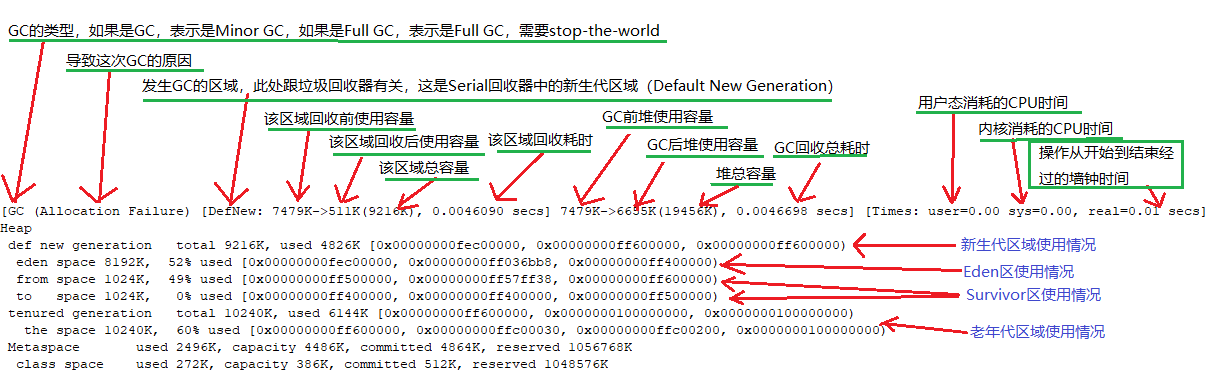 GC的类型，如果是GC，表示是Minor GC，如果是Full GC，表示是Full GC，需要stop-the-world
导致这次GC的原因
发生GC的区域，此处跟垃圾回收器有关，这是Serial回收器中的新生代区域（Default New Generation)
该区域回收前使用容量
该区域回收后使用容量
该区域总容量
该区域回收耗时
GC前堆使用容量
GC后堆使用容量
堆总容量
GC回收总耗时
用户态消耗的CPU时间
内核消耗的CPU时间
操作从开始到结束经
过的墙钟时间
[GC (Allocation Failure) [DefNew: 7479K->511K(9216K), 0.0046090 secs] 7479K->6655K(19456K), 0.0046698 secs] [Times: user=0.00 sys=0.00, real=0.01 secs]
Heap
def new generation   total 9216K, used 4826K [0x00000000fec00000, 0x00000000ff600000, 0x00000000ff600000)
新生代区域使用情况
eden space 8192K,  52% used [0x00000000fec00000, 0x00000000ff036bb8, 0x00000000ff400000)
Eden区使用情况
from space 1024K,  49% used [0x00000000ff500000, 0x00000000ff57ff38, 0x00000000ff600000)
to   space 1024K,   0% used [0x00000000ff400000, 0x00000000ff400000, 0x00000000ff500000)
Survivor区使用情况
tenured generation   total 10240K, used 6144K [0x00000000ff600000, 0x0000000100000000, 0x0000000100000000)
the space 10240K,  60% used [0x00000000ff600000, 0x00000000ffc00030, 0x00000000ffc00200, 0x0000000100000000)
老年代区域使用情况
Metaspace       used 2496K, capacity 4486K, committed 4864K, reserved 1056768K
class space    used 272K, capacity 386K, committed 512K, reserved 1048576K